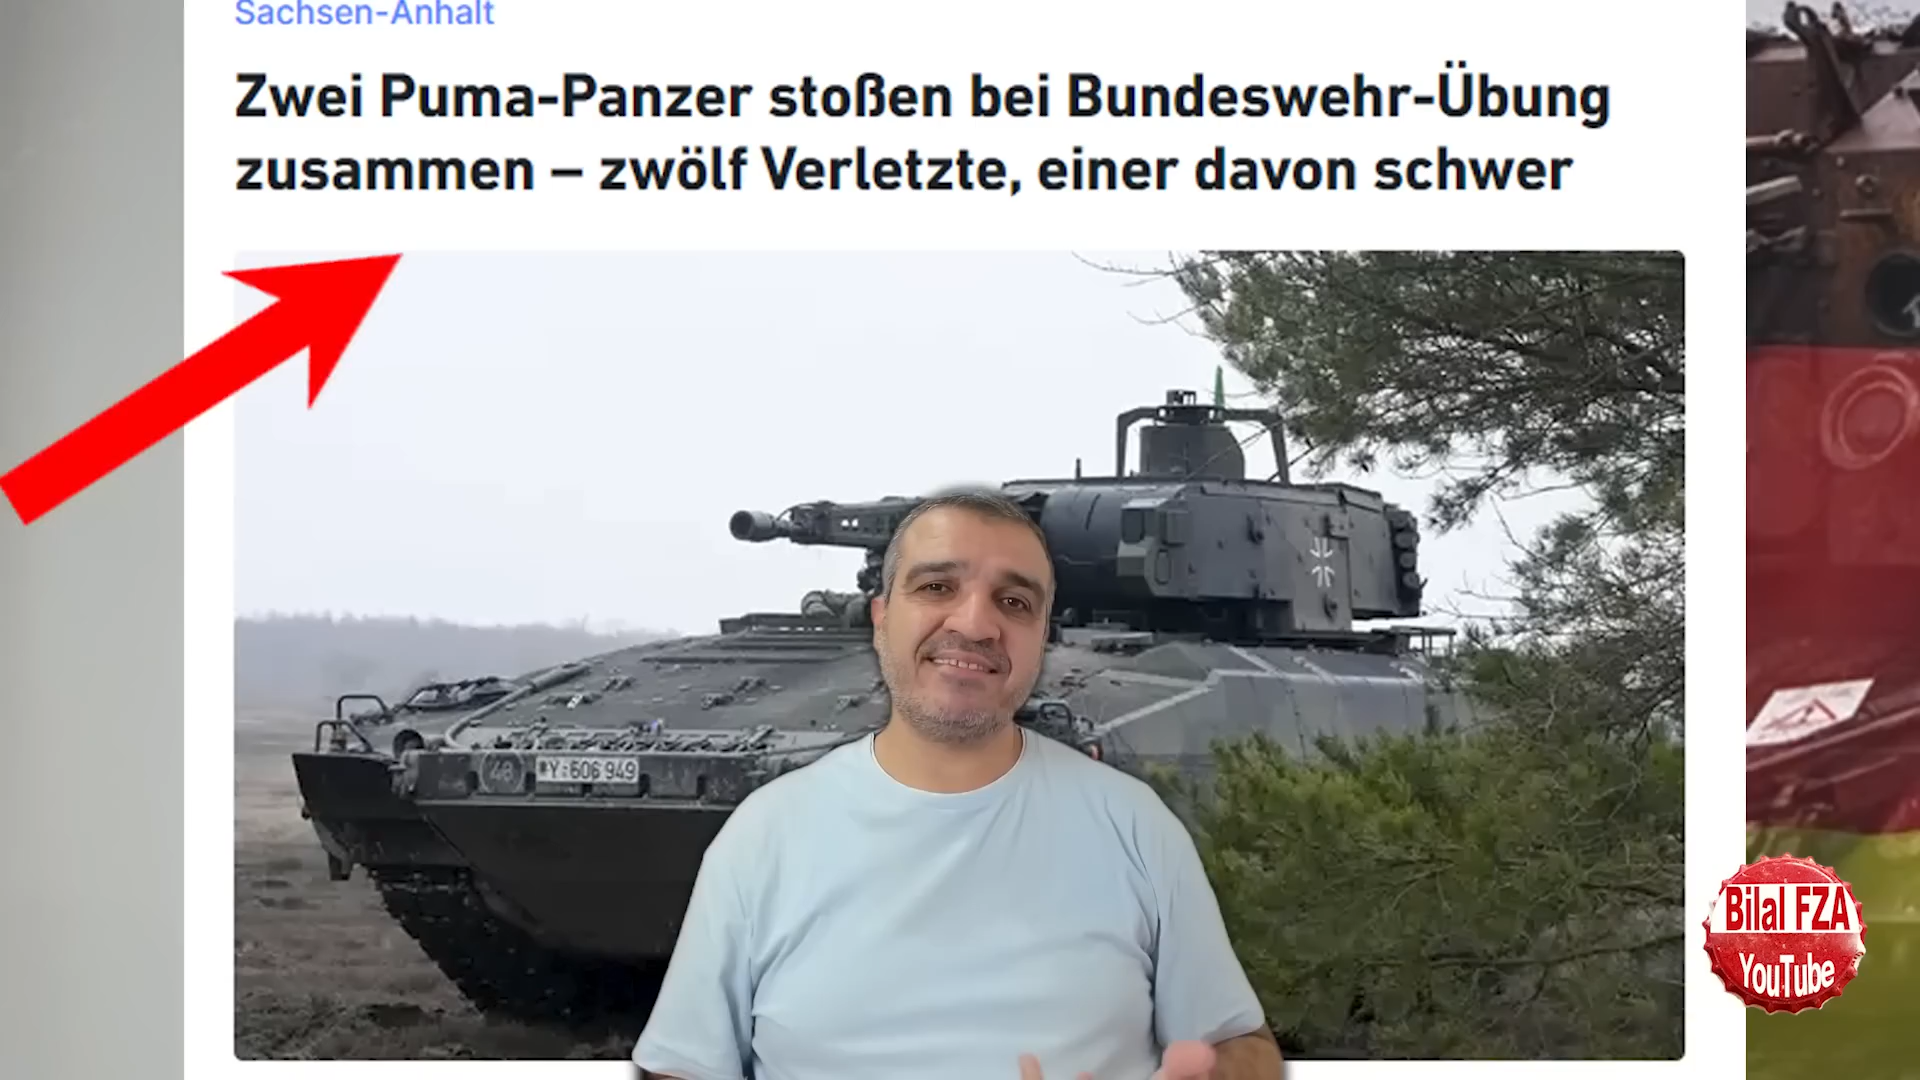 Sachsen-Anhalt
Zwei Puma-Panzer stoßen bei Bundeswehr-Übung
zusammen – zwölf Verletzte, einer davon schwer
48
Y-606 949
Bilal FZA
YouTube